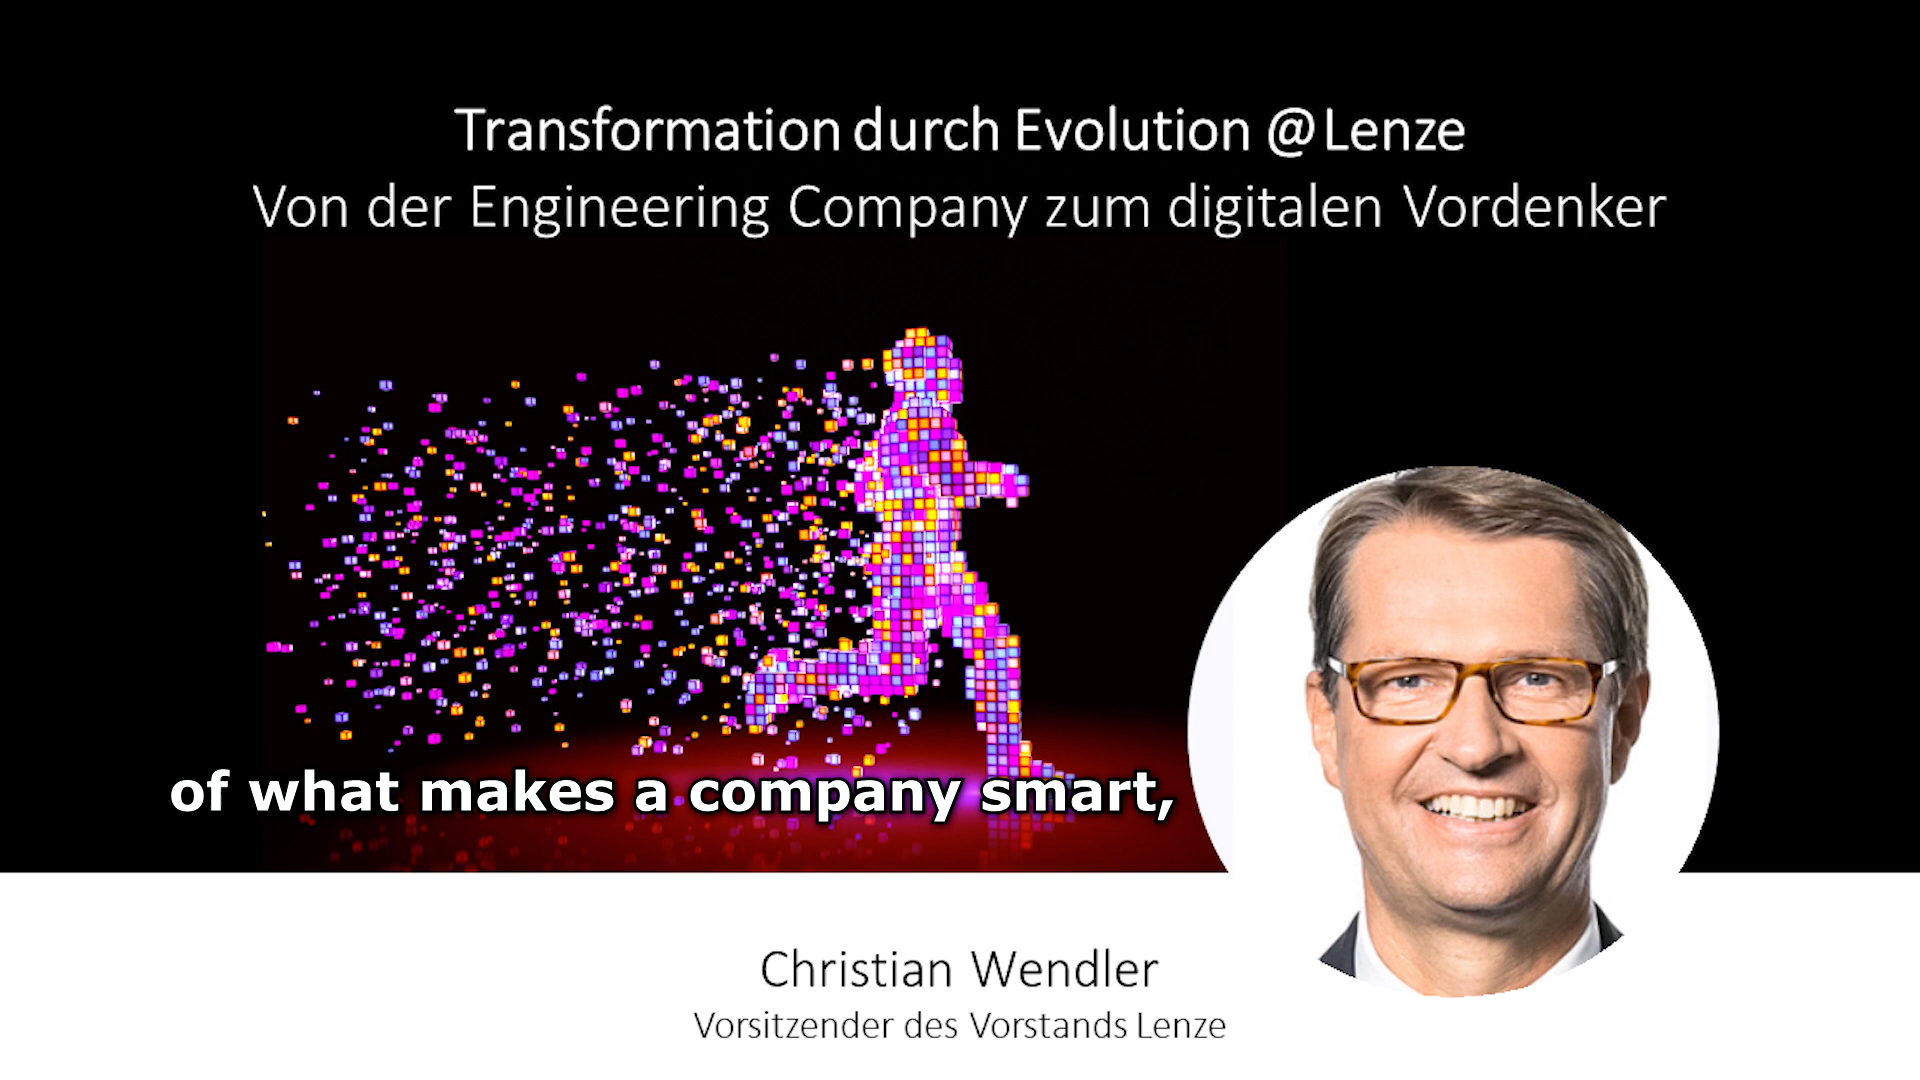 Transformation durch Evolution @ Lenze
Von der Engineering Company zum digitalen Vordenker
of what makes a company smart,
Christian Wendler
Vorsitzender des Vorstands Lenze